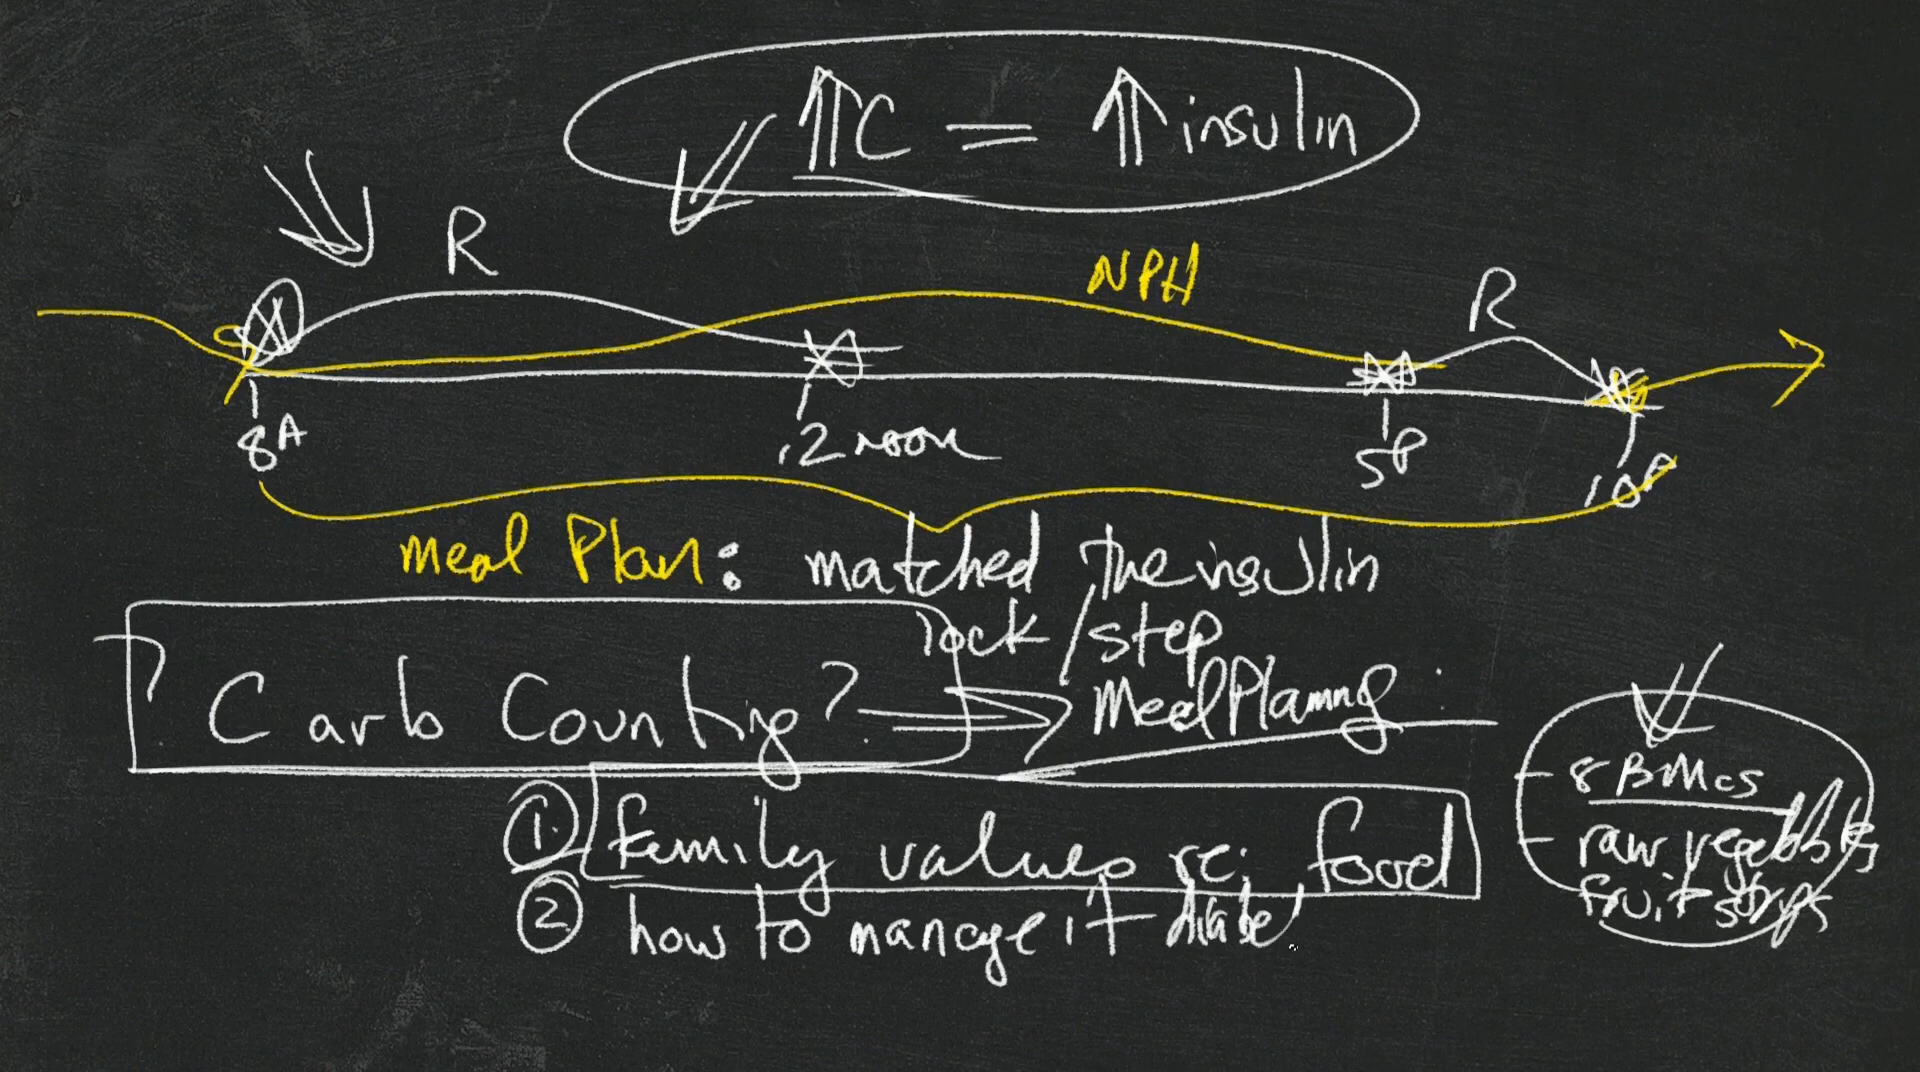 ⇑C = ⇑insulin
R
NPH
R
8A
12 noon
5P
10P
Meal Plan: matched the insulin
lock/step
Carb Counting? ⇒ Meal Planning
① family values re: food
② how to manage it diabe
- 8 BMcs
- raw vegetables
fruit strips